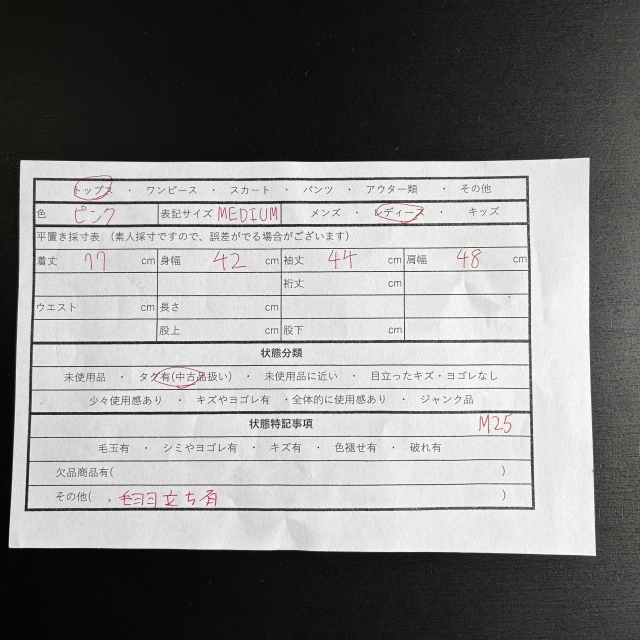 トップス ・ ワンピース ・ スカート ・ パンツ ・ アウター類 ・ その他
色 ピンク 表記サイズ MEDIUM メンズ ・ レディース ・ キッズ
平置き採寸表 (素人採寸ですので、誤差がでる場合がございます)
着丈 77 cm 身幅 42 cm 袖丈 44 cm 肩幅 48 cm
裄丈 cm
ウエスト cm 長さ cm
股上 cm 股下 cm
状態分類
未使用品 ・ タグ有(中古品扱い) ・ 未使用品に近い ・ 目立ったキズ・ヨゴレなし
少々使用感あり ・ キズやヨゴレ有 ・全体的に使用感あり ・ ジャンク品
状態特記事項 M25
毛玉有 ・ シミやヨゴレ有 ・ キズ有 ・ 色褪せ有 ・ 破れ有
欠品商品有( )
その他( ・毛羽立ち有 )